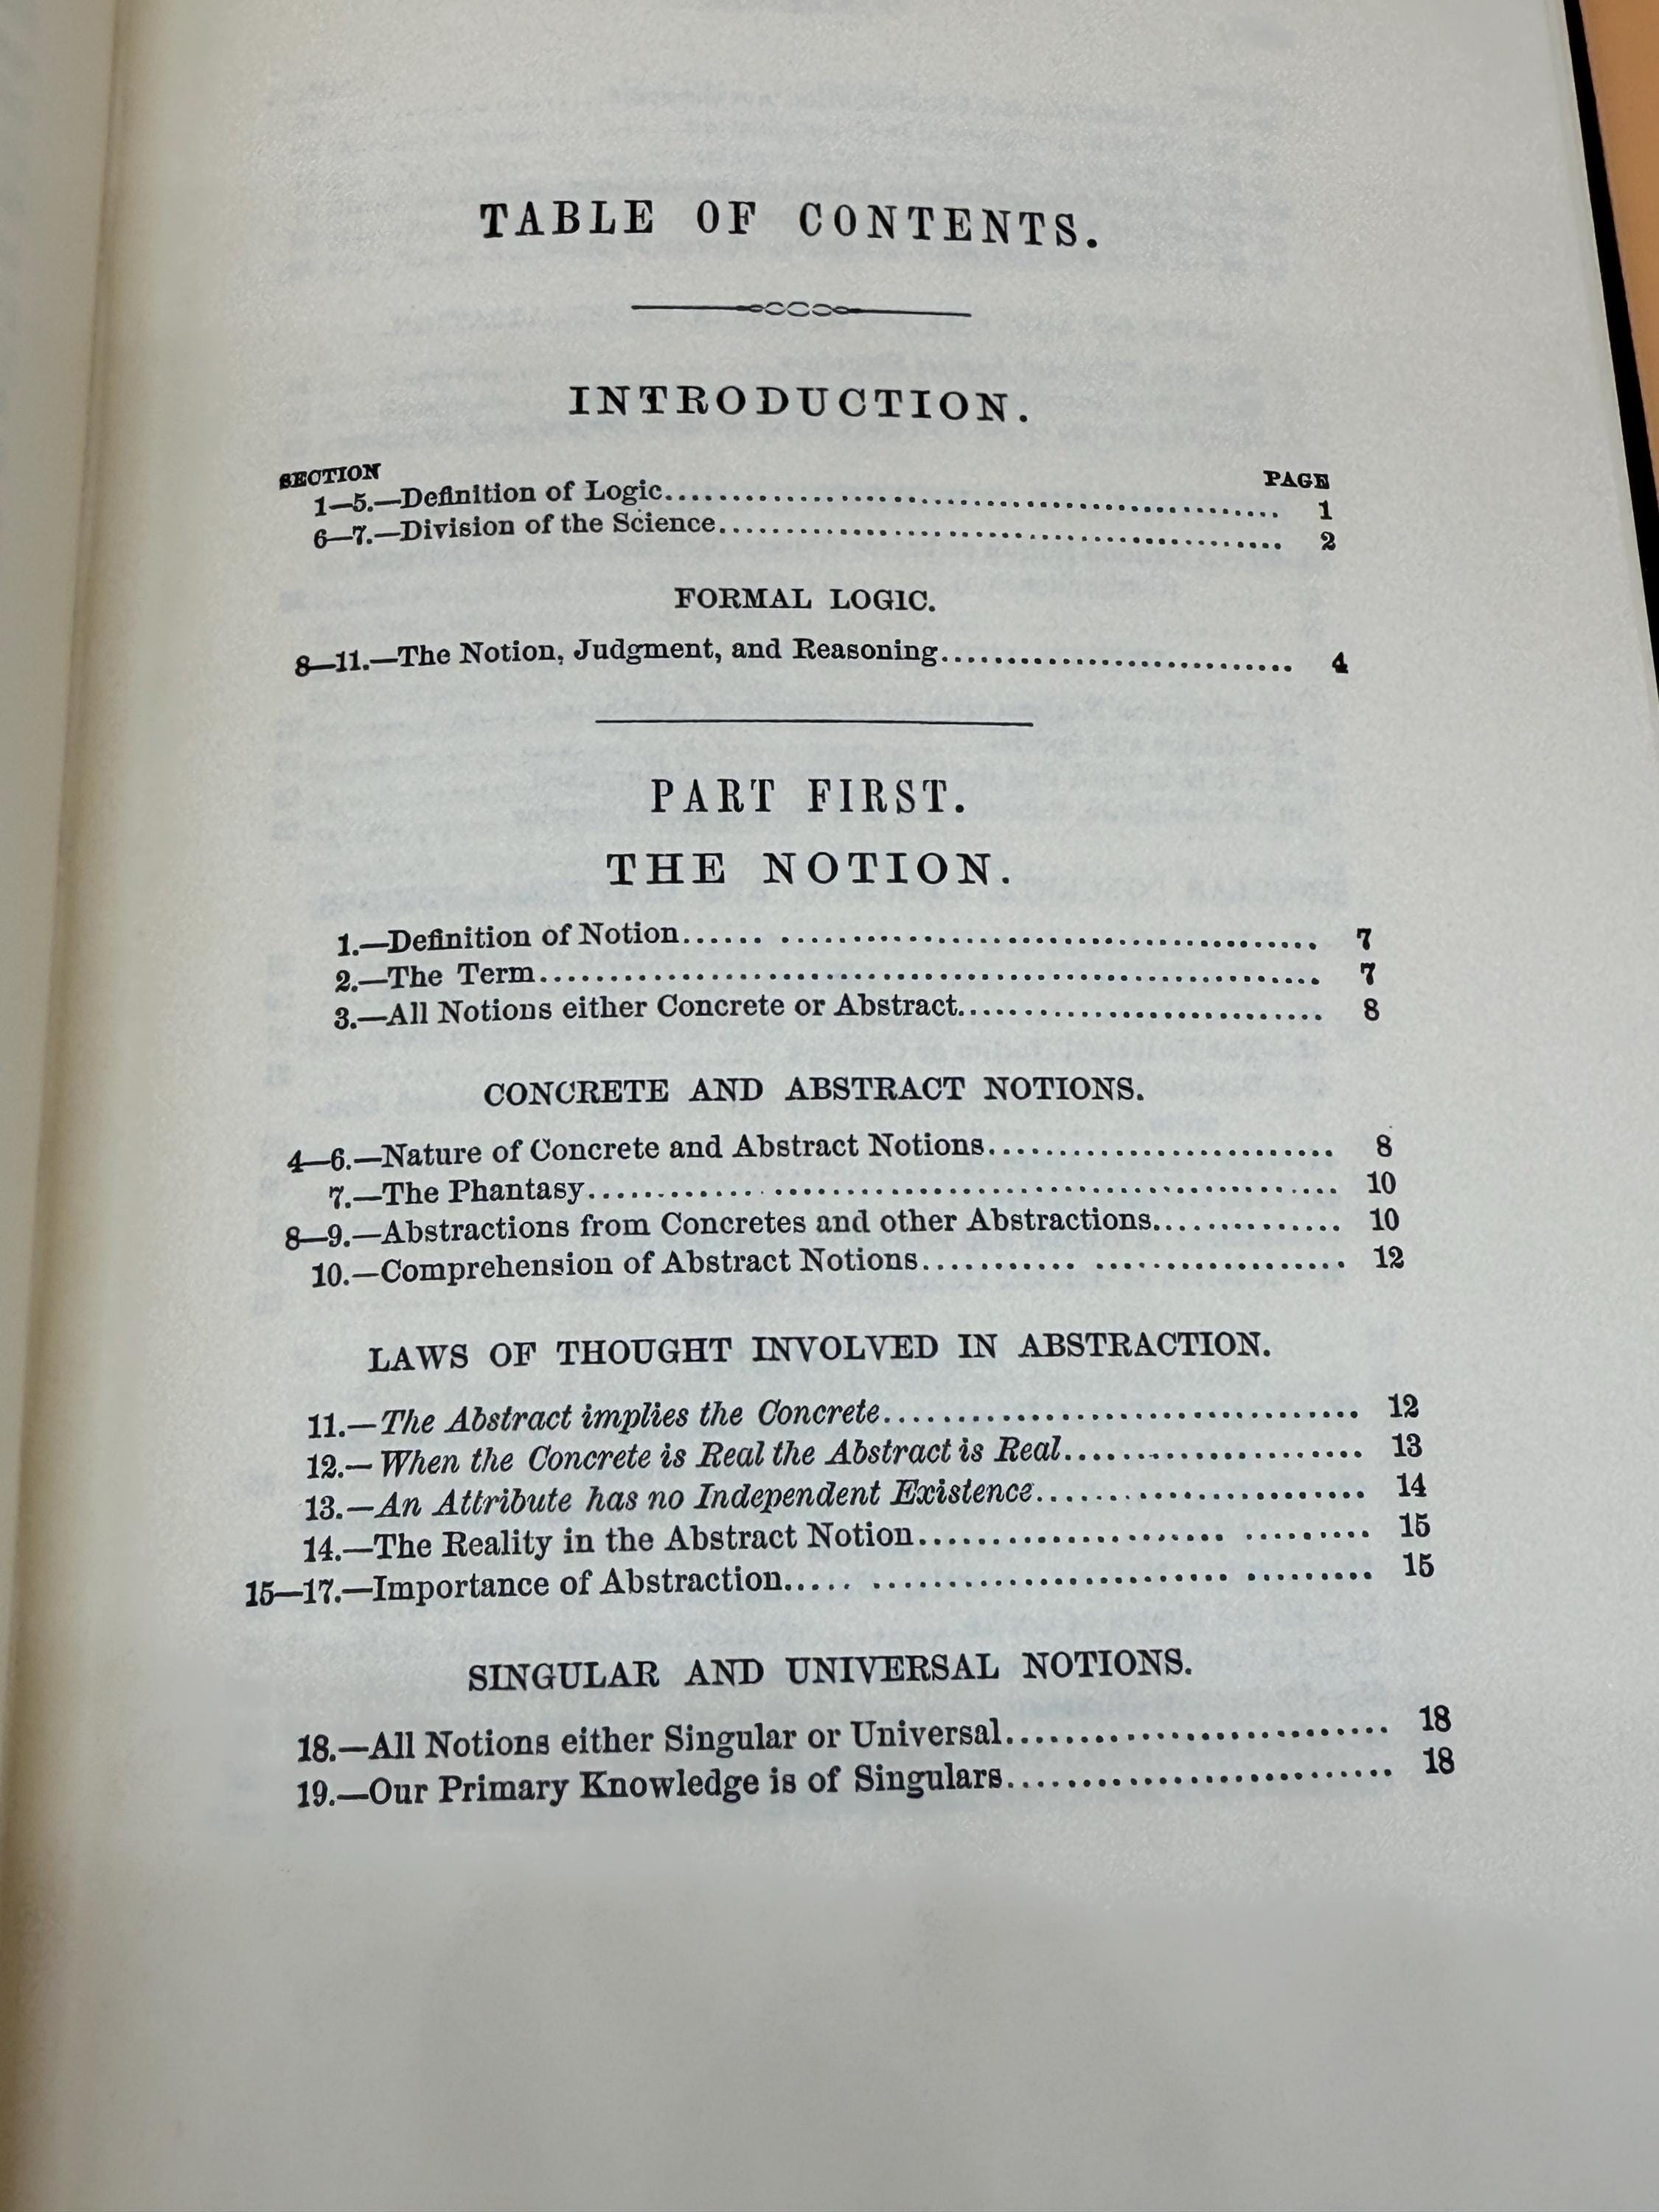 TABLE OF CONTENTS.
INTRODUCTION.
SECTION PAGE
1—5.—Definition of Logic........................................ 1
6—7.—Division of the Science........................................ 2
FORMAL LOGIC.
8—11.—The Notion, Judgment, and Reasoning........................... 4
PART FIRST.
THE NOTION.
1.—Definition of Notion...... ..................................... 7
2.—The Term........................................................ 7
3.—All Notions either Concrete or Abstract........................... 8
CONCRETE AND ABSTRACT NOTIONS.
4—6.—Nature of Concrete and Abstract Notions......................... 8
7.—The Phantasy............. ....................................... 10
8—9.—Abstractions from Concretes and other Abstractions.............. 10
10.—Comprehension of Abstract Notions........... .................. 12
LAWS OF THOUGHT INVOLVED IN ABSTRACTION.
11.—The Abstract implies the Concrete................................. 12
12.—When the Concrete is Real the Abstract is Real..................... 13
13.—An Attribute has no Independent Existence........................ 14
14.—The Reality in the Abstract Notion...................... ......... 15
15—17.—Importance of Abstraction..... ......................... ......... 15
SINGULAR AND UNIVERSAL NOTIONS.
18.—All Notions either Singular or Universal........................... 18
19.—Our Primary Knowledge is of Singulars........................... 18